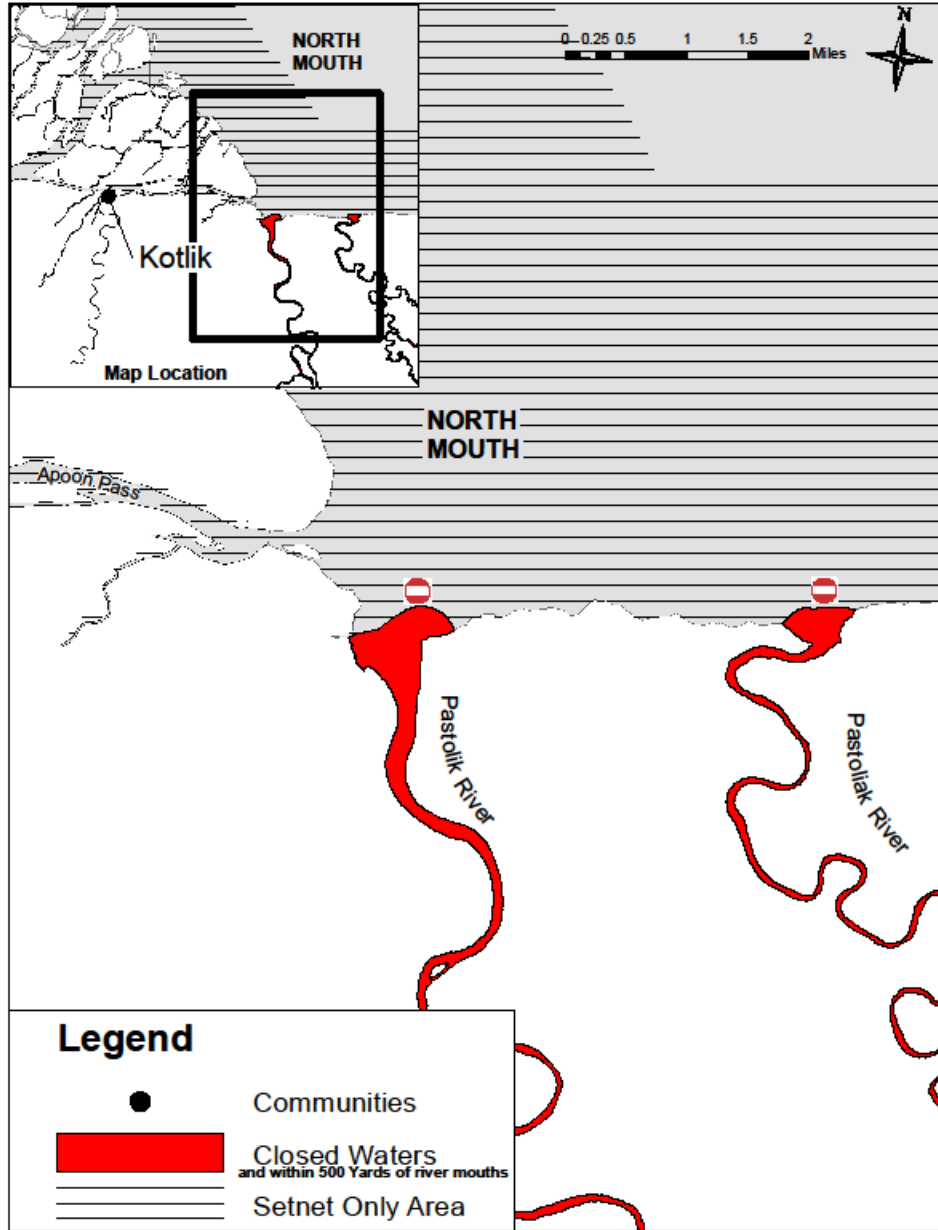 NORTH
MOUTH
Kotlik
Map Location
0 0.25 0.5 1 1.5 2
Miles
N
NORTH
MOUTH
Apoon Pass
Pastolik River
Pastoliak River
Legend
Communities
Closed Waters
and within 500 Yards of river mouths
Setnet Only Area